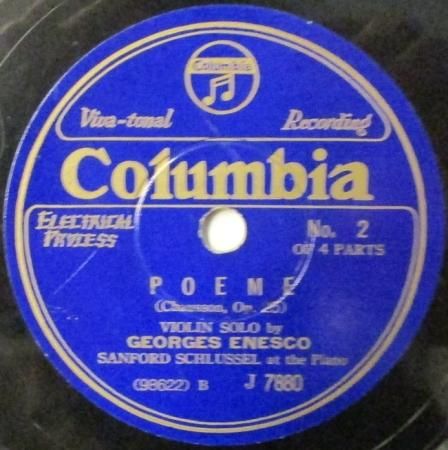 Columbia
Viva-tonal Recording
Columbia
ELECTRICAL PROCESS
No. 2
OF 4 PARTS
POEME
(Chausson, Op. 25)
VIOLIN SOLO by
GEORGES ENESCO
SANFORD SCHLUSSEL at the Piano
(98622) B J 7880